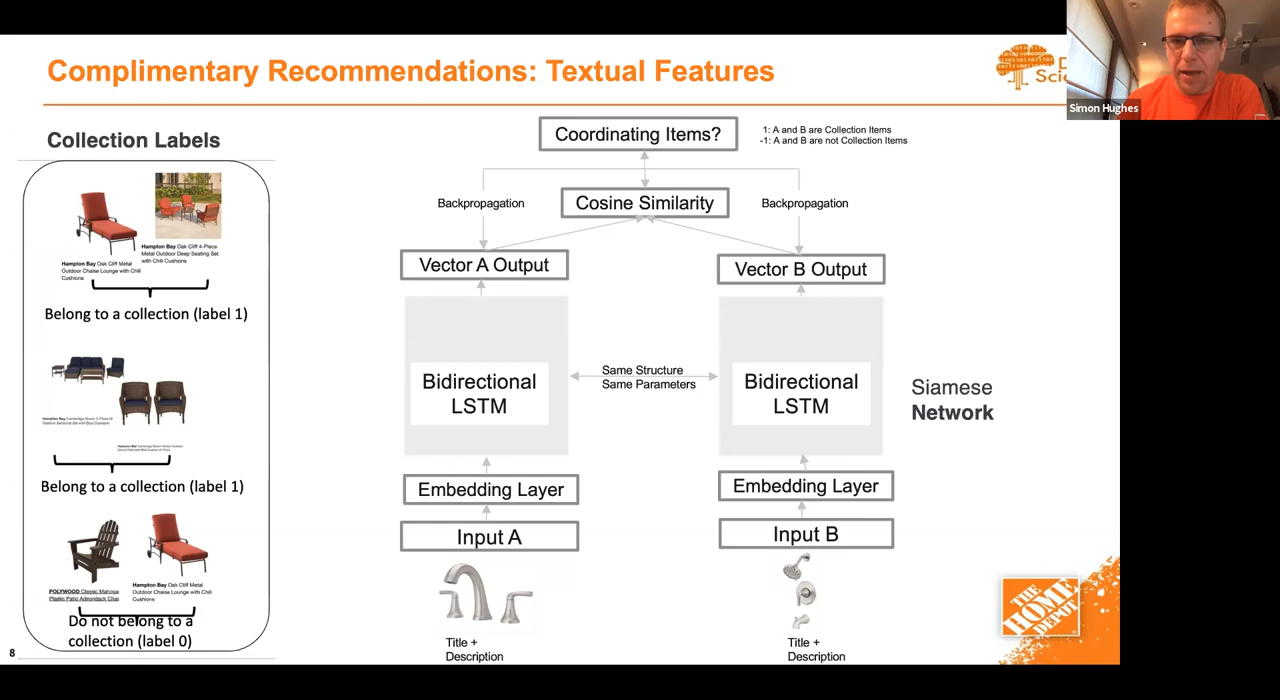 Complimentary Recommendations: Textual Features
Simon Hughes
Collection Labels
Hampton Bay Oak Cliff 4-Piece
Metal Outdoor Deep Seating Set
with Chili Cushions
Hampton Bay Oak Cliff Metal
Outdoor Chaise Lounge with Chili
Cushions
Belong to a collection (label 1)
Belong to a collection (label 1)
POLYWOOD Classic Mahoga
Plastic Patio Adirondack Chai
Hampton Bay Oak Cliff Metal
Outdoor Chaise Lounge with Chili
Cushions
Do not belong to a
collection (label 0)
8
Coordinating Items?
1: A and B are Collection Items
-1: A and B are not Collection Items
Backpropagation
Cosine Similarity
Backpropagation
Vector A Output
Vector B Output
Bidirectional
LSTM
Same Structure
Same Parameters
Bidirectional
LSTM
Siamese
Network
Embedding Layer
Embedding Layer
Input A
Input B
Title +
Description
Title +
Description
THE
HOME
DEPOT